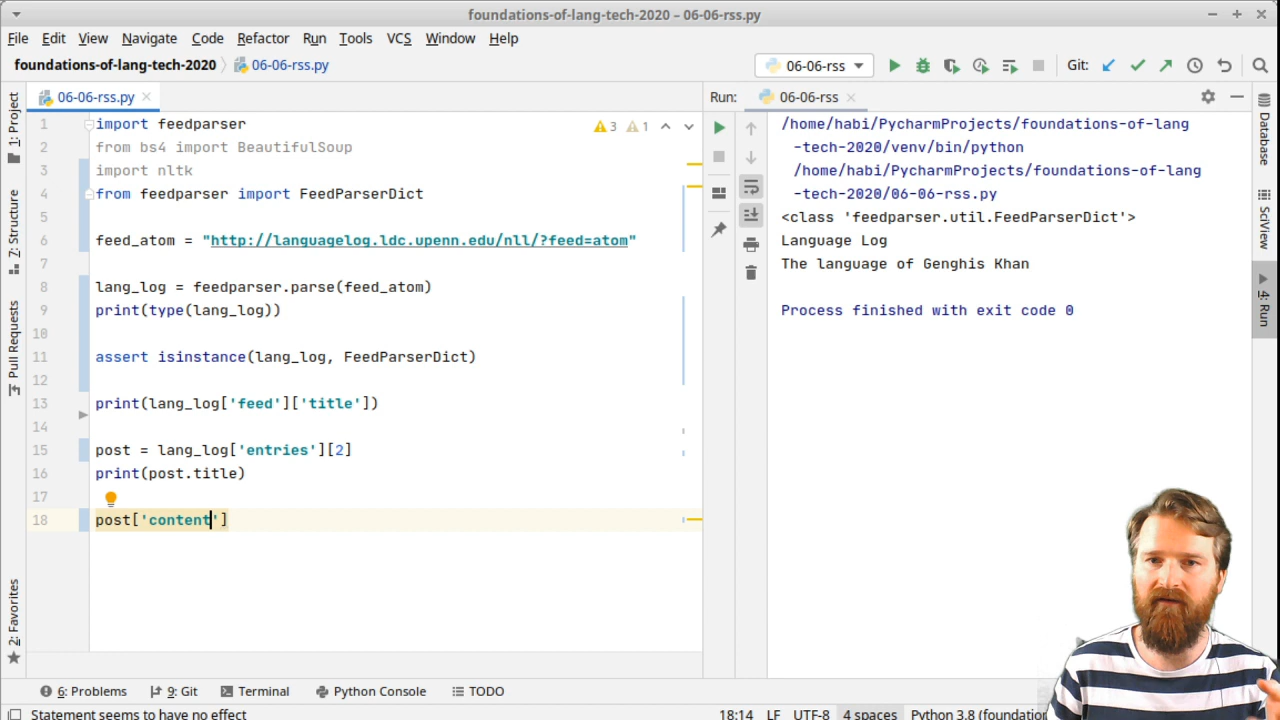 foundations-of-lang-tech-2020 – 06-06-rss.py
File Edit View Navigate Code Refactor Run Tools VCS Window Help
foundations-of-lang-tech-2020 06-06-rss.py 06-06-rss Git:
06-06-rss.py
Run: 06-06-rss
1: Project
7: Structure
Pull Requests
2: Favorites
3 1
1 import feedparser
2 from bs4 import BeautifulSoup
3 import nltk
4 from feedparser import FeedParserDict
5
6 feed_atom = "http://languagelog.ldc.upenn.edu/nll/?feed=atom"
7
8 lang_log = feedparser.parse(feed_atom)
9 print(type(lang_log))
10
11 assert isinstance(lang_log, FeedParserDict)
12
13 print(lang_log['feed']['title'])
14
15 post = lang_log['entries'][2]
16 print(post.title)
17
18 post['content']
/home/habi/PycharmProjects/foundations-of-lang
-tech-2020/venv/bin/python
/home/habi/PycharmProjects/foundations-of-lang
-tech-2020/06-06-rss.py
<class 'feedparser.util.FeedParserDict'>
Language Log
The language of Genghis Khan
Process finished with exit code 0
Database
SciView
4: Run
6: Problems 9: Git Terminal Python Console TODO
Statement seems to have no effect 18:14 LF UTF-8 4 spaces Python 3.8 (foundation